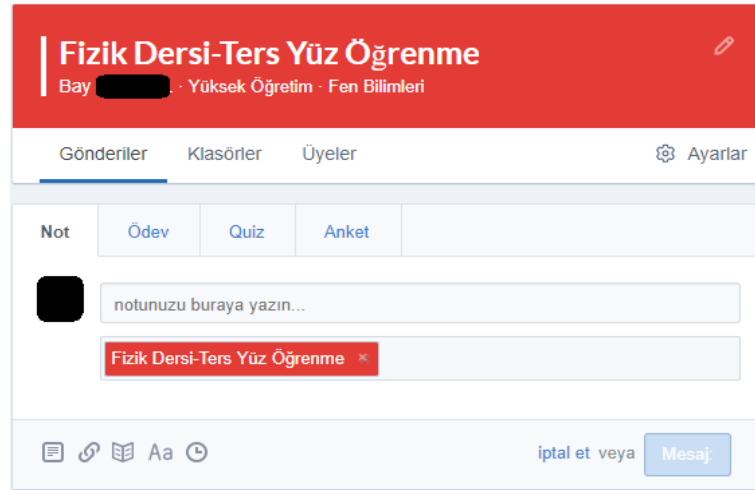 Fizik Dersi-Ters Yüz Öğrenme
Bay . · Yüksek Öğretim · Fen Bilimleri
Gönderiler Klasörler Üyeler Ayarlar
Not Ödev Quiz Anket
notunuzu buraya yazın...
Fizik Dersi-Ters Yüz Öğrenme ×
Aa iptal et veya Mesaj: